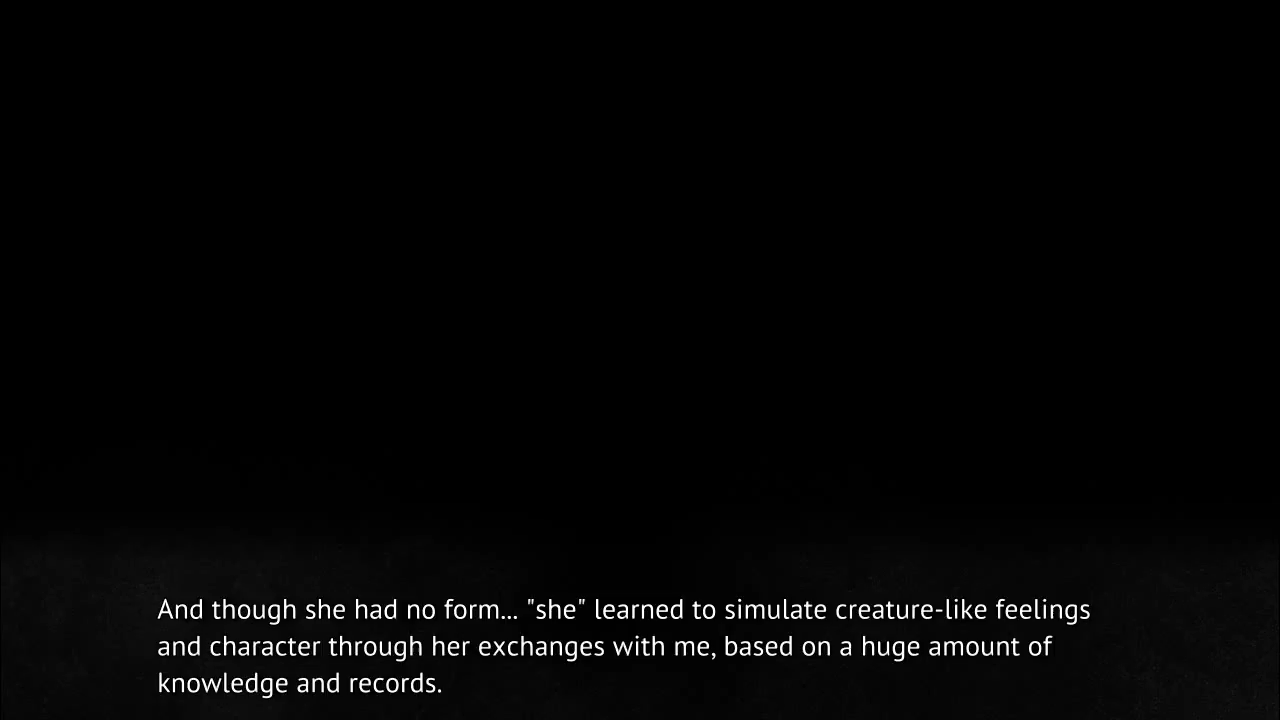 And though she had no form... "she" learned to simulate creature-like feelings
and character through her exchanges with me, based on a huge amount of
knowledge and records.